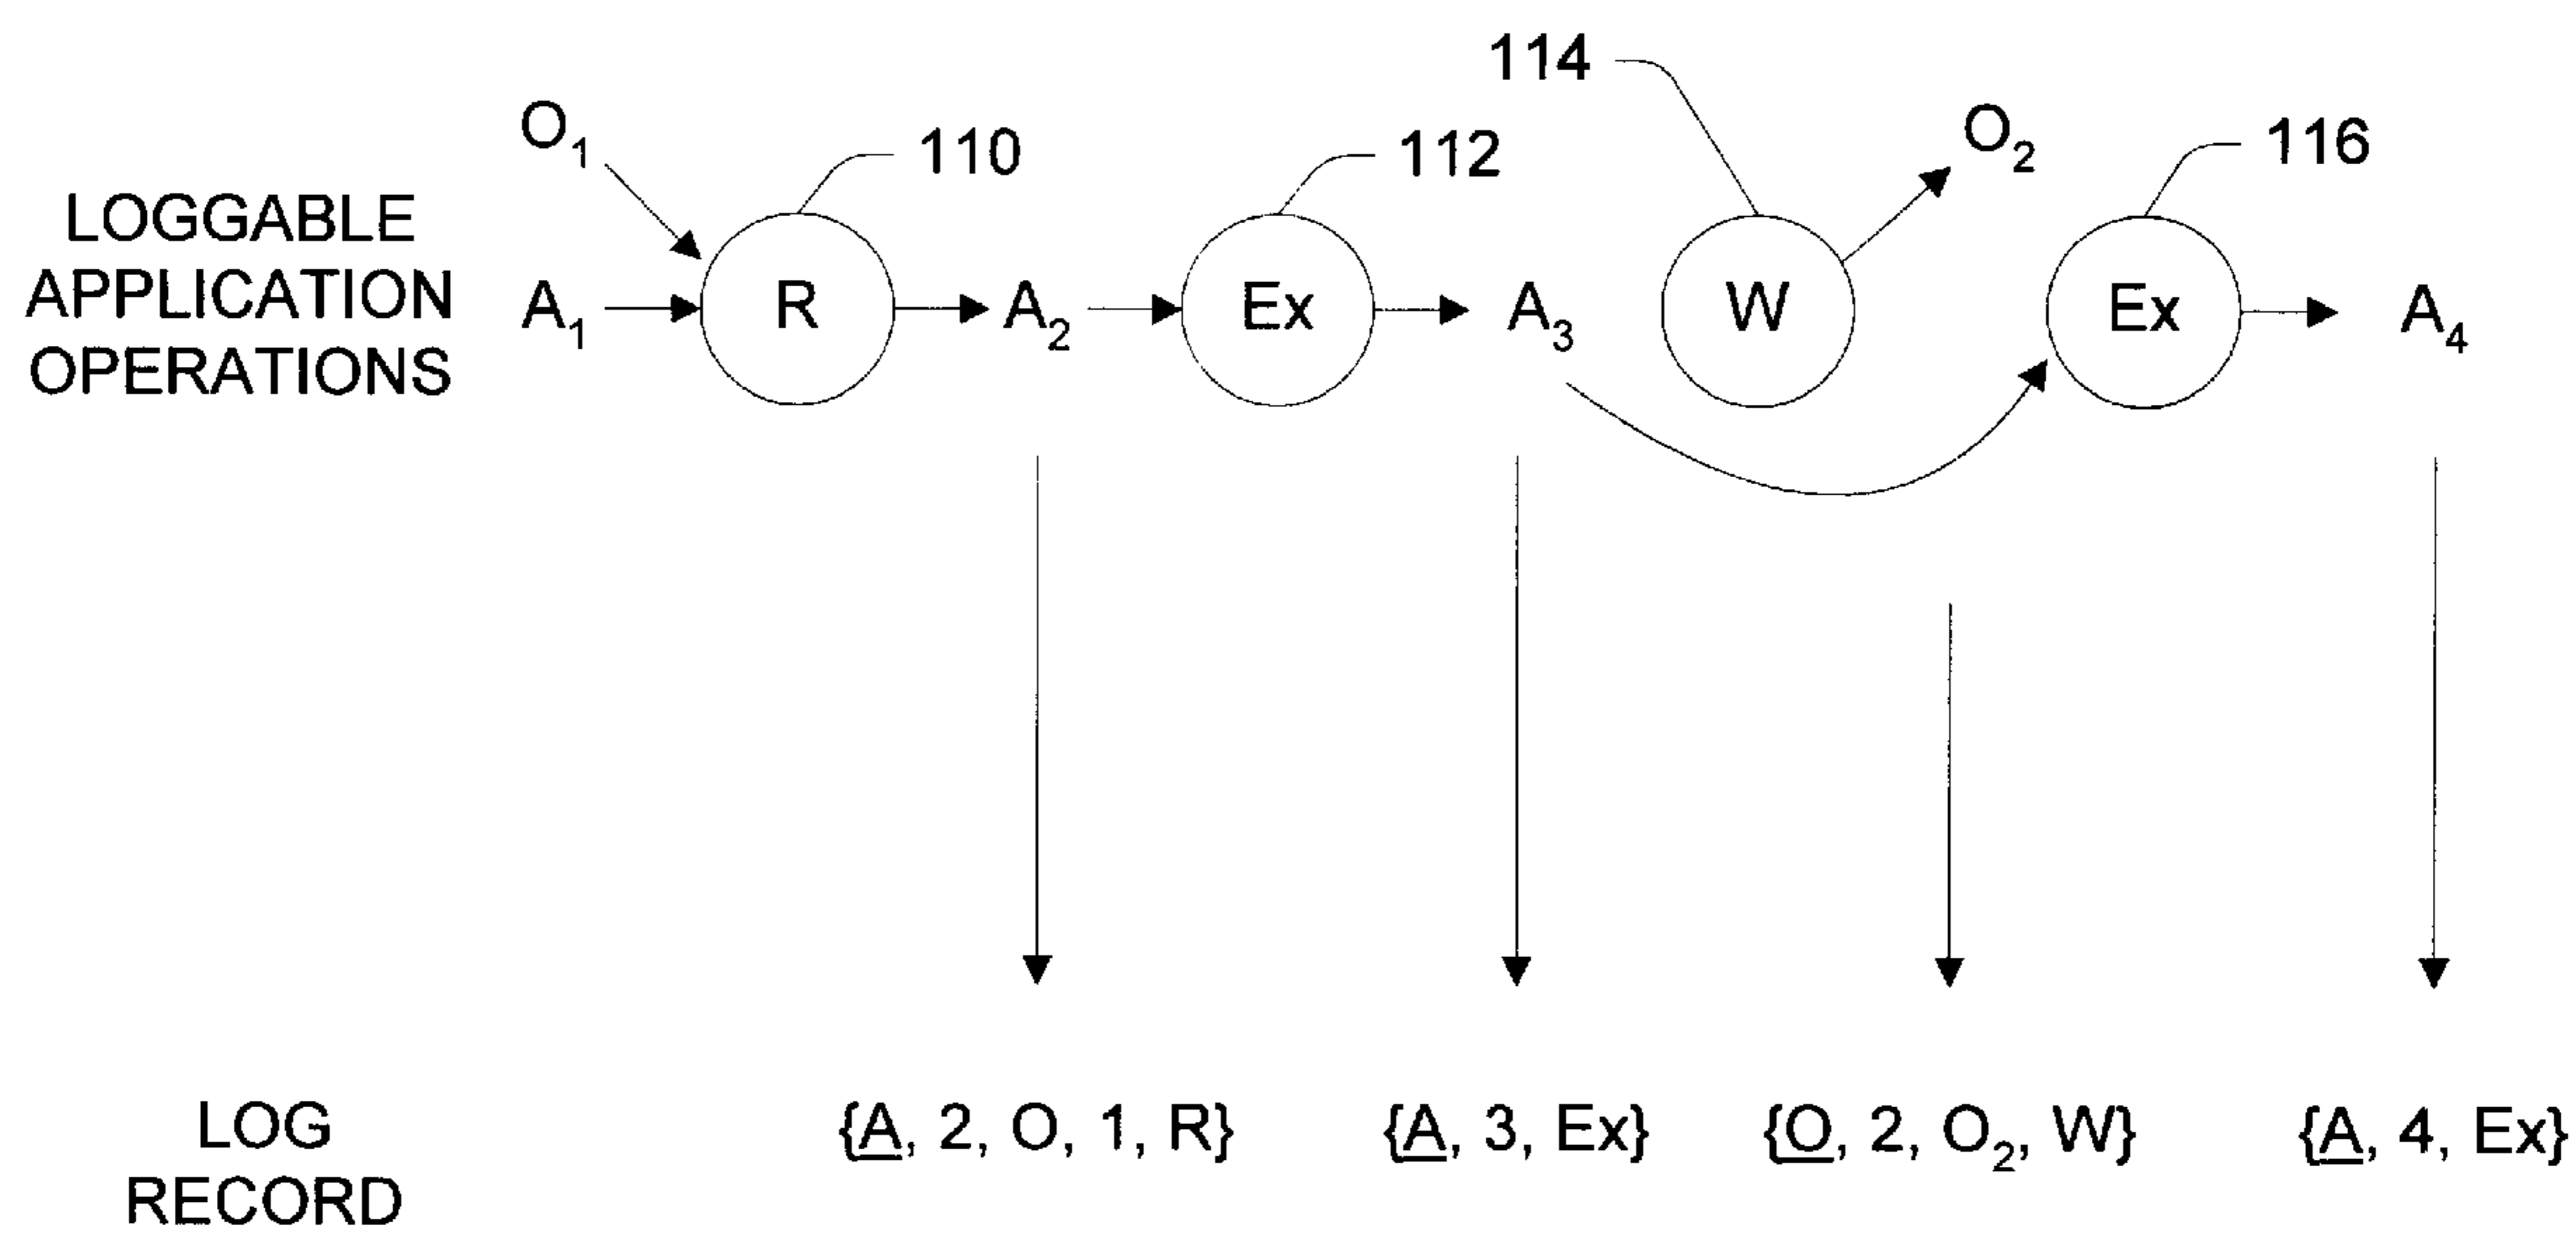 114
O₁ 110 112 O₂ 116
LOGGABLE
APPLICATION
OPERATIONS
A₁ R A₂ Ex A₃ W Ex A₄
LOG
RECORD
{A, 2, O, 1, R} {A, 3, Ex} {O, 2, O₂, W} {A, 4, Ex}